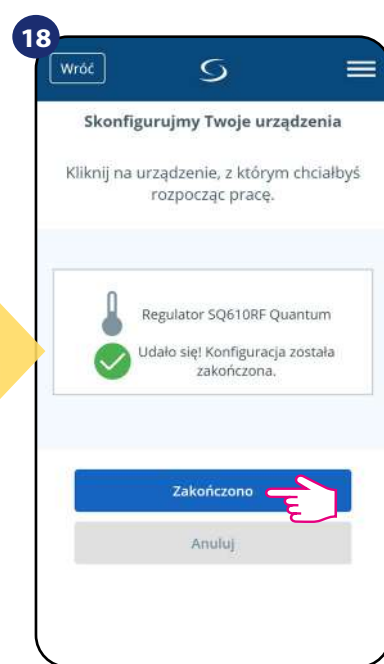 18
Wróć
Skonfigurujmy Twoje urządzenia
Kliknij na urządzenie, z którym chciałbyś
rozpocząc pracę.
Regulator SQ610RF Quantum
Udało się! Konfiguracja została
zakończona.
Zakończono
Anuluj